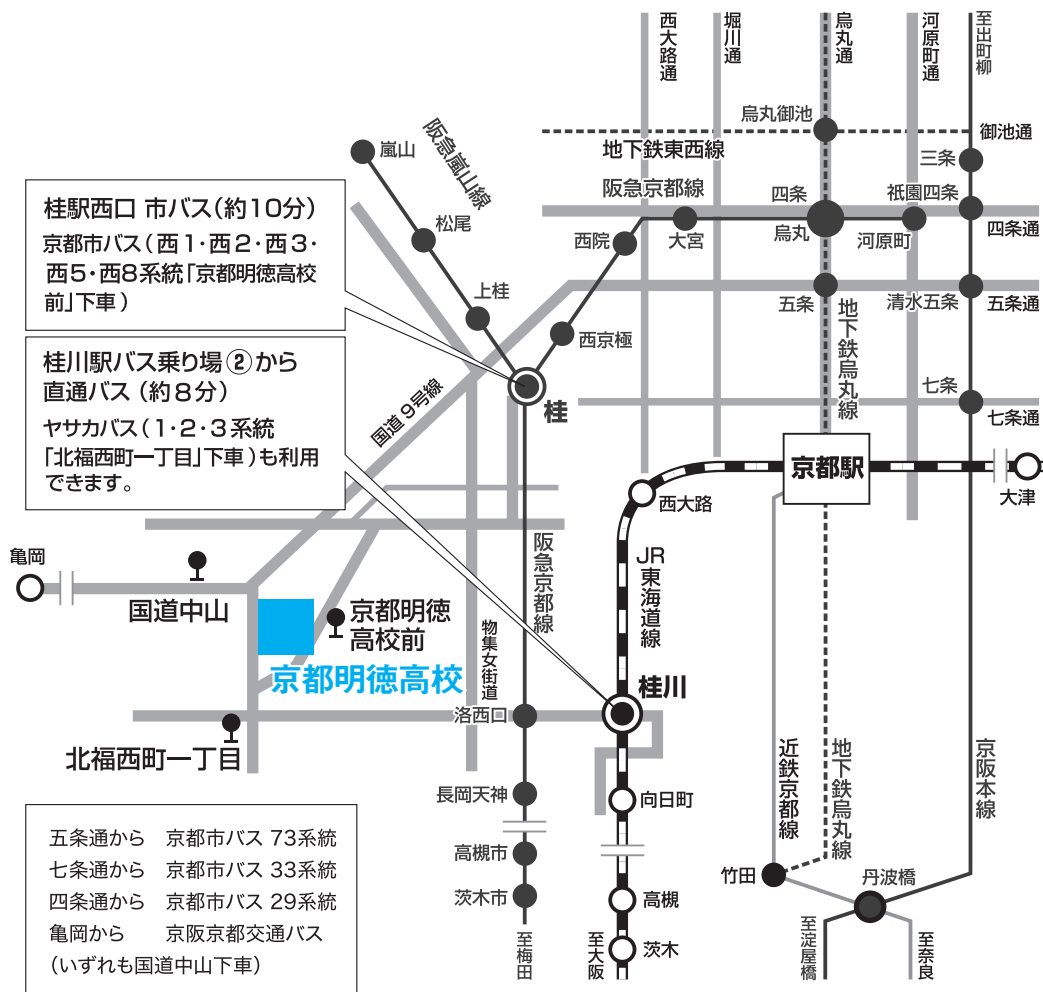 西大路通
堀川通
烏丸通
河原町通
至出町柳
烏丸御池
御池通
地下鉄東西線
三条
嵐山
阪急嵐山線
阪急京都線
四条
祇園四条
松尾
西院
大宮
烏丸
河原町
四条通
桂駅西口 市バス(約10分)
京都市バス(西1・西2・西3・
西5・西8系統「京都明徳高校
前」下車)
上桂
西京極
五条
清水五条
五条通
地下鉄烏丸線
桂川駅バス乗り場②から
直通バス(約8分)
ヤサカバス(1・2・3系統
「北福西町一丁目」下車)も利用
できます。
国道9号線
桂
七条
七条通
京都駅
大津
西大路
亀岡
国道中山
京都明徳
高校前
京都明徳高校
阪急京都線
物集女街道
JR東海道線
桂川
洛西口
北福西町一丁目
近鉄京都線
地下鉄烏丸線
京阪本線
長岡天神
向日町
高槻市
茨木市
高槻
茨木
竹田
丹波橋
至梅田
至大阪
至淀屋橋
至奈良
五条通から 京都市バス 73系統
七条通から 京都市バス 33系統
四条通から 京都市バス 29系統
亀岡から 京阪京都交通バス
(いずれも国道中山下車)